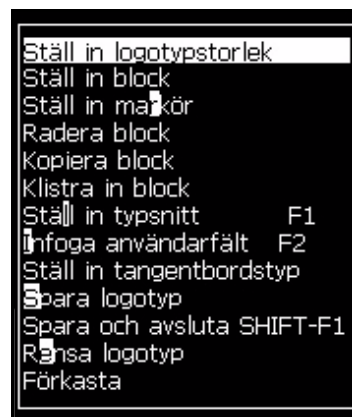 Ställ in logotypstorlek
Ställ in block
Ställ in markör
Radera block
Kopiera block
Klistra in block
Ställ in typsnitt F1
Infoga användarfält F2
Ställ in tangentbordstyp
Spara logotyp
Spara och avsluta SHIFT-F1
Rensa logotyp
Förkasta